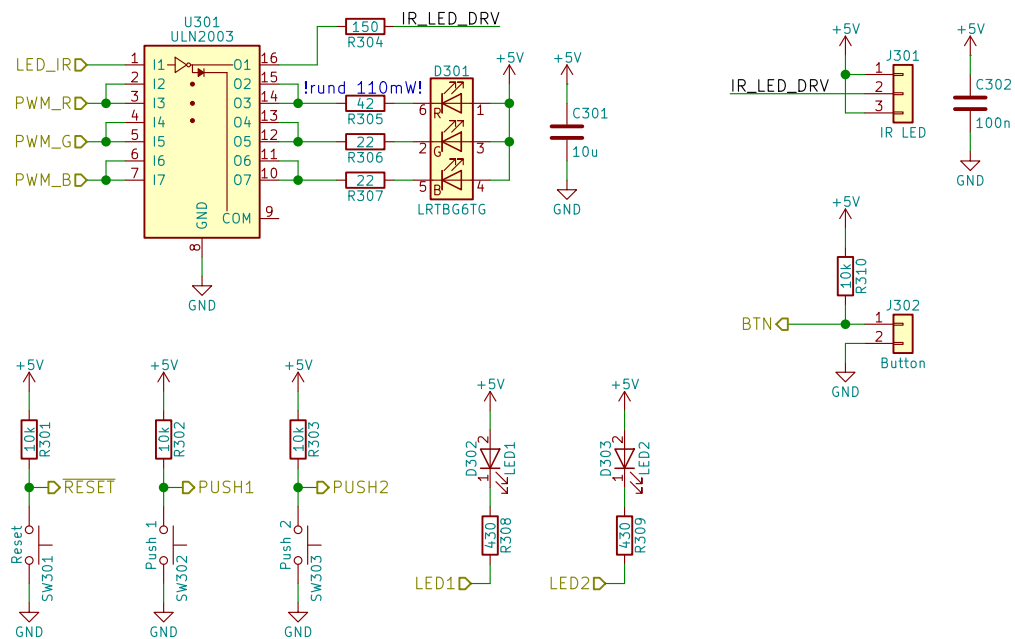 U301
ULN2003
LED_IR
PWM_R
PWM_G
PWM_B
1 I1
2 I2
3 I3
4 I4
5 I5
6 I6
7 I7
O1 16
O2 15
O3 14
O4 13
O5 12
O6 11
O7 10
COM 9
GND
8
GND
150
R304
IR_LED_DRV
!rund 110mW!
42
R305
22
R306
22
R307
D301
6 R 1
2 G 3
5 B 4
LRTBG6TG
+5V
+5V
C301
10u
GND
+5V
J301
IR_LED_DRV
1
2
3
IR LED
+5V
C302
100n
GND
+5V
10k
R310
BTN
J302
1
2
Button
GND
+5V
10k
R301
RESET
Reset
SW301
GND
+5V
10k
R302
PUSH1
Push 1
SW302
GND
+5V
10k
R303
PUSH2
Push 2
SW303
GND
+5V
D302
2
1
LED1
430
R308
LED1
+5V
D303
2
1
LED2
430
R309
LED2